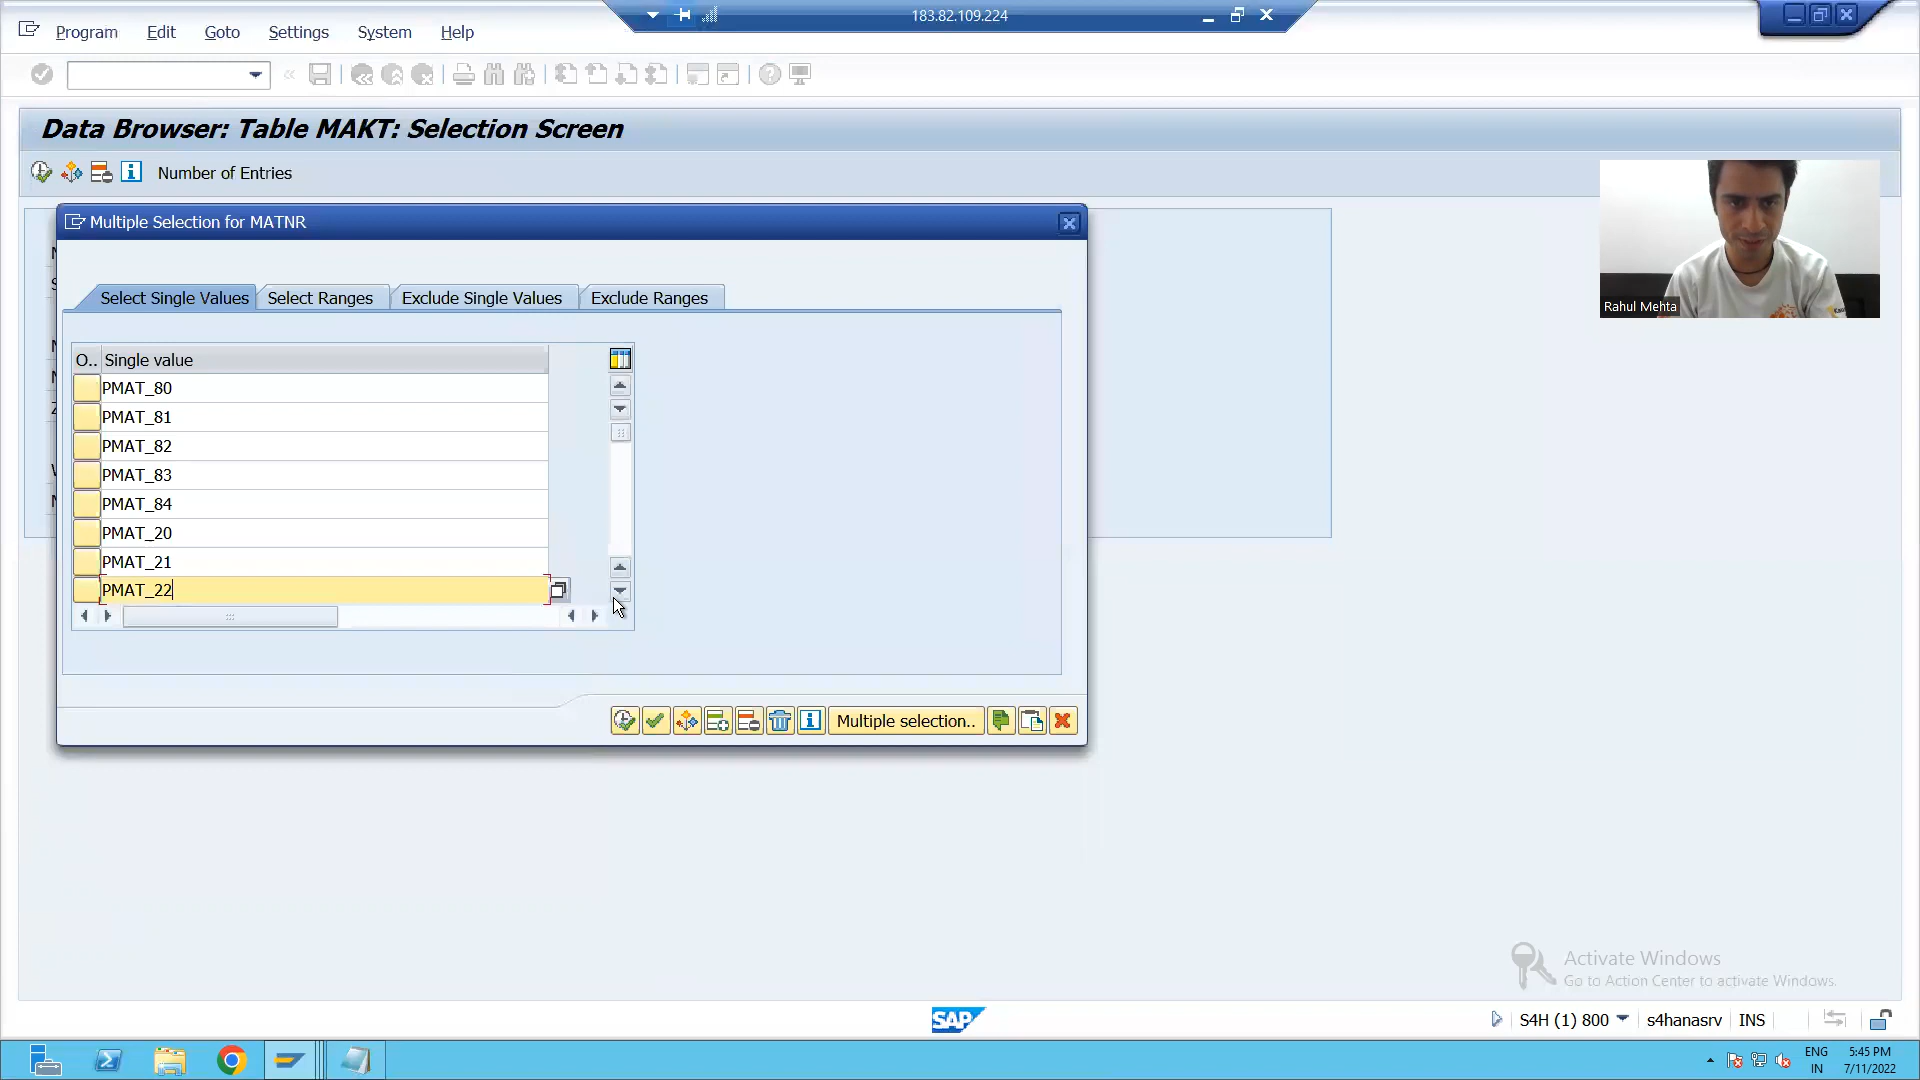 183.82.109.224
Program Edit Goto Settings System Help
Data Browser: Table MAKT: Selection Screen
Number of Entries
Multiple Selection for MATNR
Select Single Values Select Ranges Exclude Single Values Exclude Ranges
O.. Single value
PMAT_80
PMAT_81
PMAT_82
PMAT_83
PMAT_84
PMAT_20
PMAT_21
PMAT_22
Multiple selection..
Rahul Mehta
Activate Windows
Go to Action Center to activate Windows.
SAP
S4H (1) 800 s4hanasrv INS
ENG 5:45 PM
IN 7/11/2022